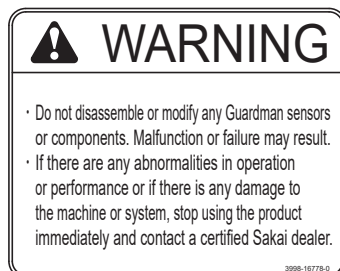 WARNING
· Do not disassemble or modify any Guardman sensors
or components. Malfunction or failure may result.
· If there are any abnormalities in operation
or performance or if there is any damage to
the machine or system, stop using the product
immediately and contact a certified Sakai dealer.
3998-16778-0